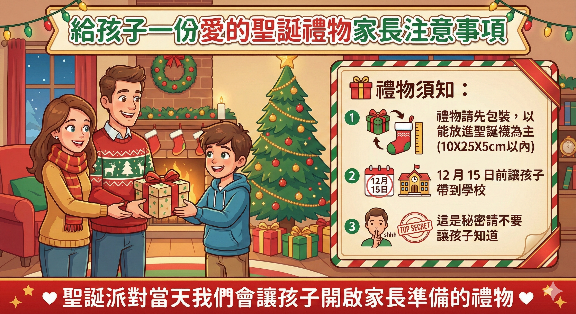 給孩子一份愛的聖誕禮物家長注意事項
禮物須知：
1
禮物請先包裝，以
能放進聖誕襪為主
(10X25X5cm以內)
2
12月
15日
12 月 15 日前讓孩子
帶到學校
3
shhh
TOP SECRET
這是秘密請不要
讓孩子知道
聖誕派對當天我們會讓孩子開啟家長準備的禮物